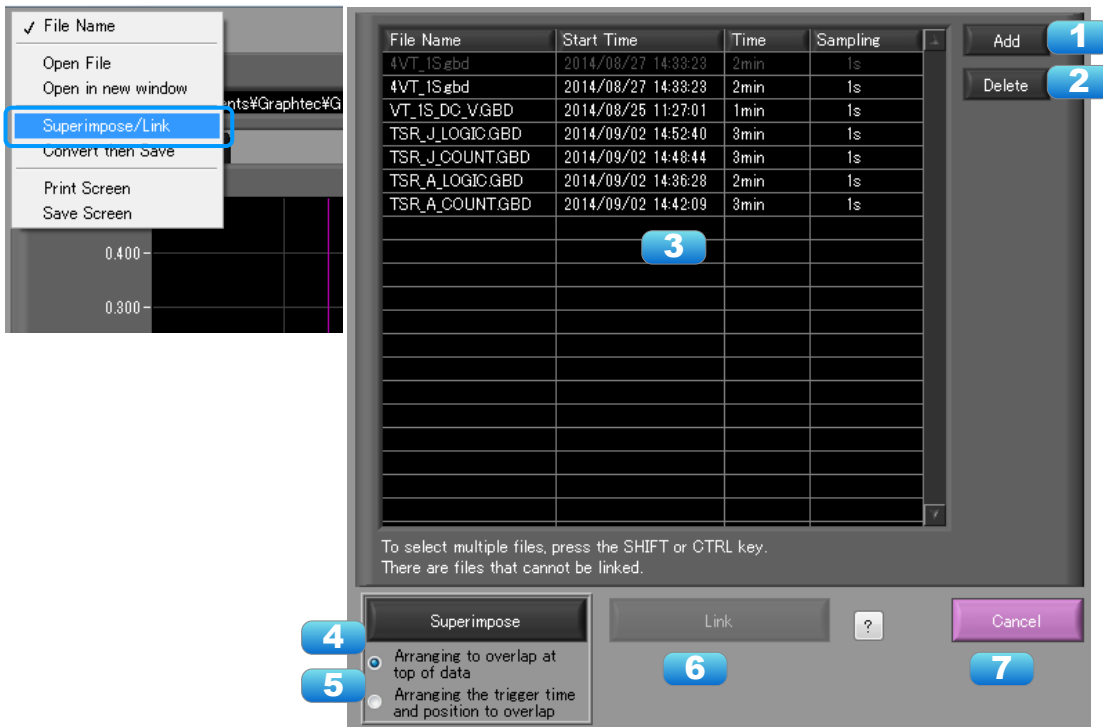 ✓ File Name
Open File
Open in new window
Superimpose/Link
Convert then Save
Print Screen
Save Screen
ents¥Graphtec¥G
0.400
0.300
File Name Start Time Time Sampling
4VT_1S.gbd 2014/08/27 14:33:23 2min 1s
4VT_1S.gbd 2014/08/27 14:33:23 2min 1s
VT_1S_DC_V.GBD 2014/08/25 11:27:01 1min 1s
TSR_J_LOGIC.GBD 2014/09/02 14:52:40 3min 1s
TSR_J_COUNT.GBD 2014/09/02 14:48:44 3min 1s
TSR_A_LOGIC.GBD 2014/09/02 14:36:28 2min 1s
TSR_A_COUNT.GBD 2014/09/02 14:42:09 3min 1s
Add 1
Delete 2
3
To select multiple files, press the SHIFT or CTRL key.
There are files that cannot be linked.
4 Superimpose
5 Arranging to overlap at
top of data
Arranging the trigger time
and position to overlap
Link
6
?
Cancel
7